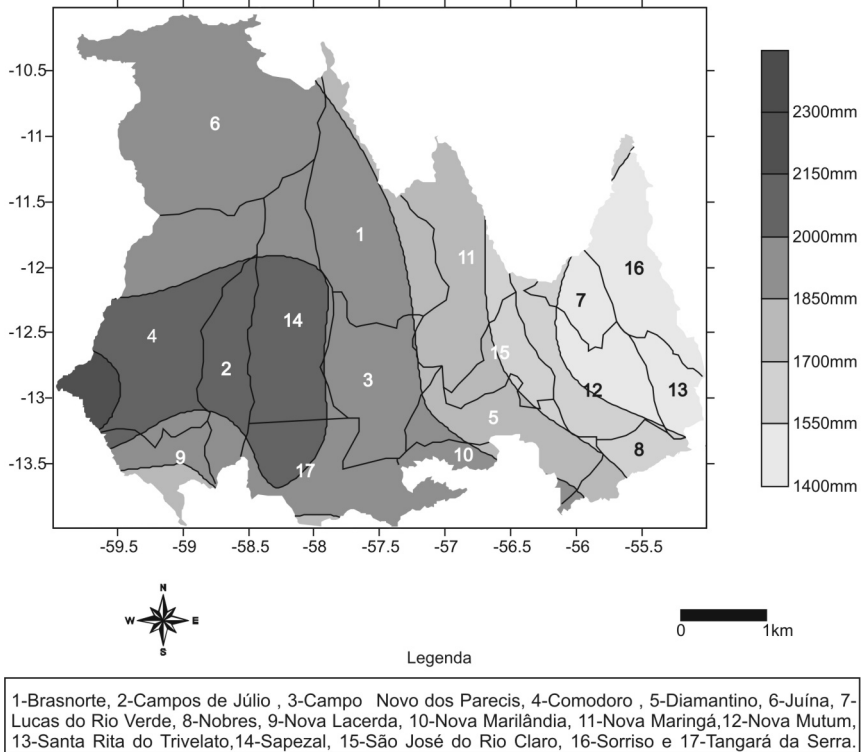 -10.5
-11
-11.5
-12
-12.5
-13
-13.5
6
1
11
16
7
4
14
2
15
3
12
13
5
9
10
8
17
-59.5 -59 -58.5 -58 -57.5 -57 -56.5 -56 -55.5
2300mm
2150mm
2000mm
1850mm
1700mm
1550mm
1400mm
N
W E
S
0 1km
Legenda
1-Brasnorte, 2-Campos de Júlio , 3-Campo Novo dos Parecis, 4-Comodoro , 5-Diamantino, 6-Juína, 7-
Lucas do Rio Verde, 8-Nobres, 9-Nova Lacerda, 10-Nova Marilândia, 11-Nova Maringá,12-Nova Mutum,
13-Santa Rita do Trivelato,14-Sapezal, 15-São José do Rio Claro, 16-Sorriso e 17-Tangará da Serra.